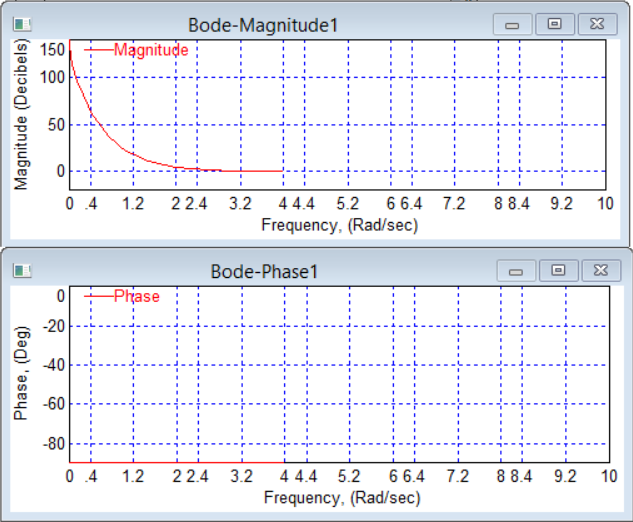 Bode-Magnitude1
Magnitude (Decibels)
150
100
50
0
Magnitude
0 .4 1.2 2 2.4 3.2 4 4.4 5.2 6 6.4 7.2 8 8.4 9.2 10
Frequency, (Rad/sec)
Bode-Phase1
Phase, (Deg)
0
-20
-40
-60
-80
Phase
0 .4 1.2 2 2.4 3.2 4 4.4 5.2 6 6.4 7.2 8 8.4 9.2 10
Frequency, (Rad/sec)